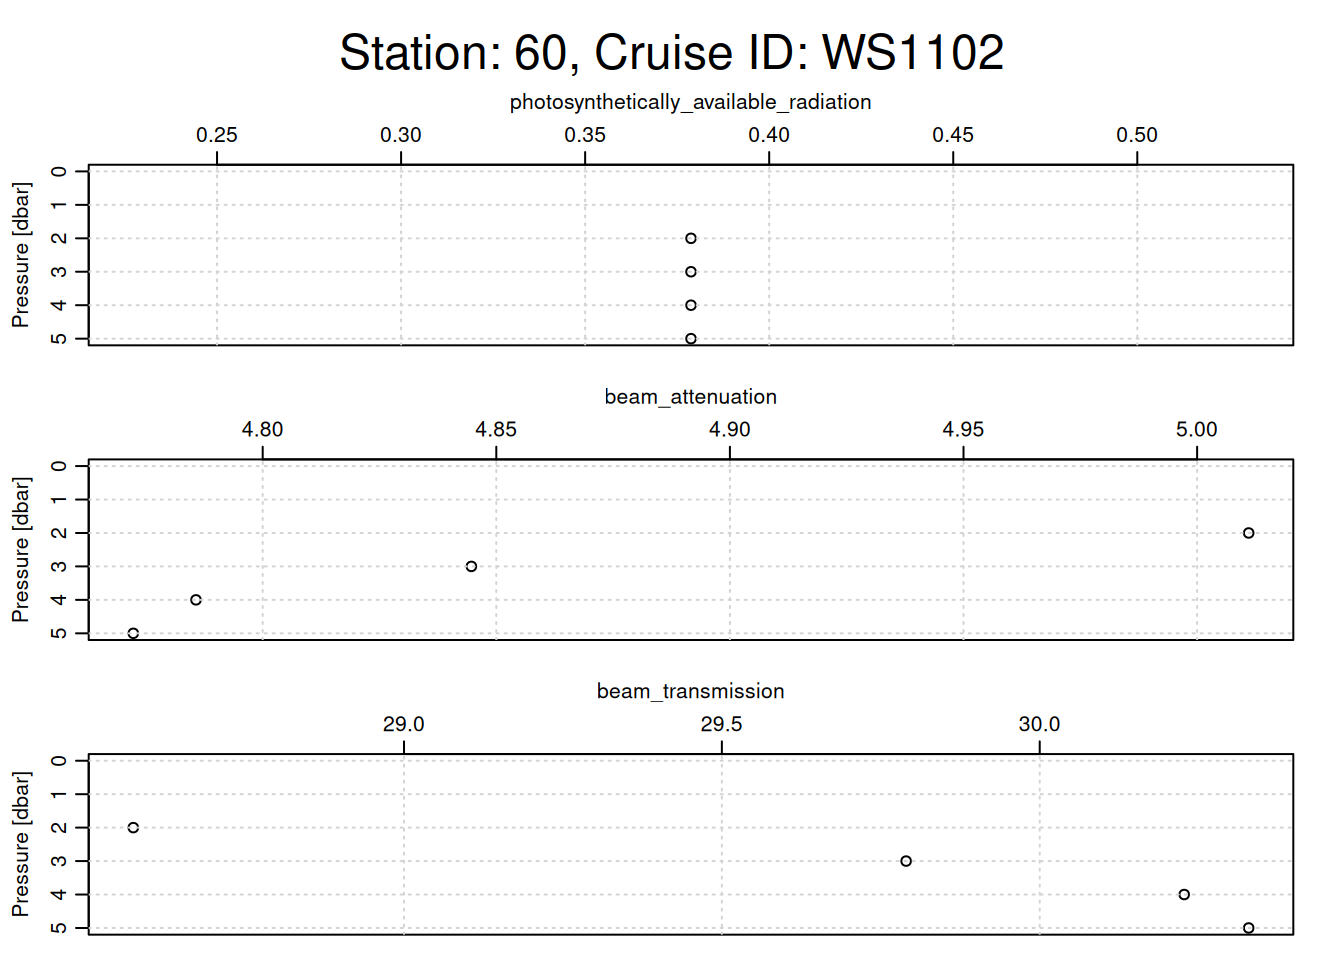 Station: 60, Cruise ID: WS1102
photosynthetically_available_radiation
0.25 0.30 0.35 0.40 0.45 0.50
Pressure [dbar]
0
1
2
3
4
5
beam_attenuation
4.80 4.85 4.90 4.95 5.00
Pressure [dbar]
0
1
2
3
4
5
beam_transmission
29.0 29.5 30.0
Pressure [dbar]
0
1
2
3
4
5